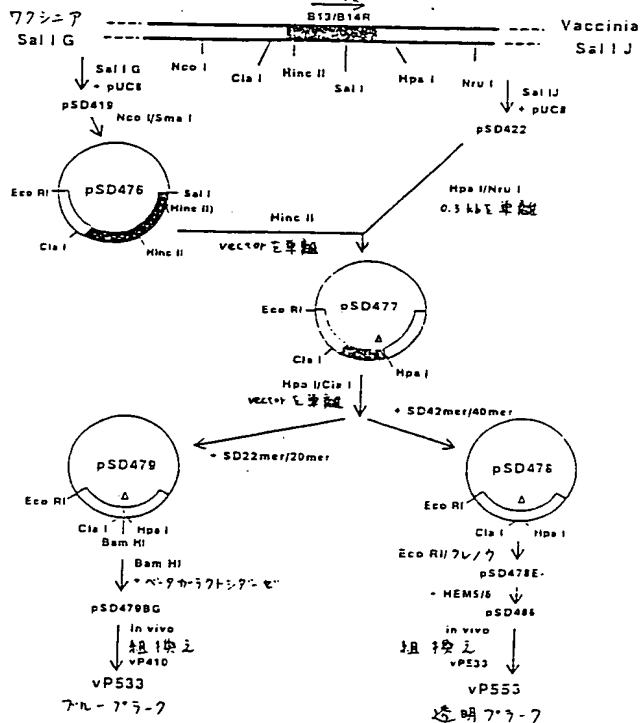 B13/B14R
ワクシニア
Sal I G
Vaccinia
Sal I J
Nco I
Cla I
Hinc II
Sal I
Hpa I
Nru I
Sal I G
+ pUC8
pSD419
Nco I/Sma I
Sal I J
+ pUC8
pSD422
pSD476
Eco RI
Sal I
(Hinc II)
Cla I
Hinc II
Hinc II
vectorを単離
Hpa I/Nru I
0.3 kbを単離
pSD477
Eco RI
Δ
Cla I
Hpa I
Hpa I/Cla I
vectorを単離
+ SD22mer/20mer
+ SD42mer/40mer
pSD479
Eco RI
Δ
Cla I
Hpa I
Bam HI
Bam HI
+ ベータガラクトシダーゼ
pSD479BG
in vivo
組換え
vP410
vP533
ブループラーク
pSD478
Eco RI
Δ
Cla I
Hpa I
Eco RI/クレノウ
pSD478E-
+ HEM5/6
pSD486
in vivo
組換え
vP533
vP553
透明プラーク